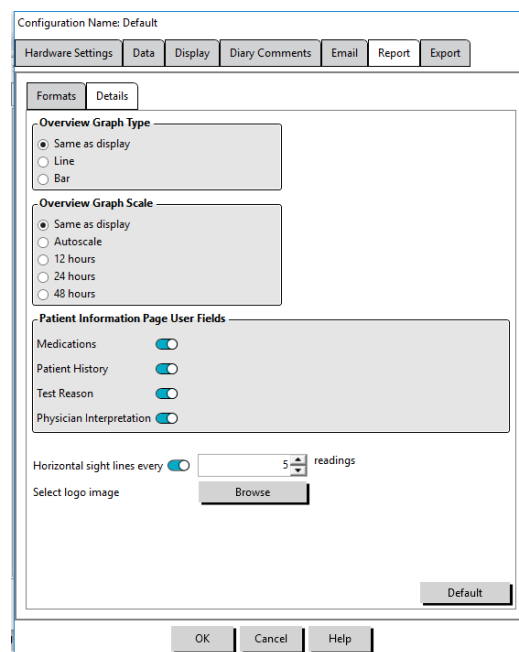 Configuration Name: Default
Hardware Settings Data Display Diary Comments Email Report Export
Formats Details
Overview Graph Type
Same as display
Line
Bar
Overview Graph Scale
Same as display
Autoscale
12 hours
24 hours
48 hours
Patient Information Page User Fields
Medications
Patient History
Test Reason
Physician Interpretation
Horizontal sight lines every 5 readings
Select logo image Browse
Default
OK Cancel Help